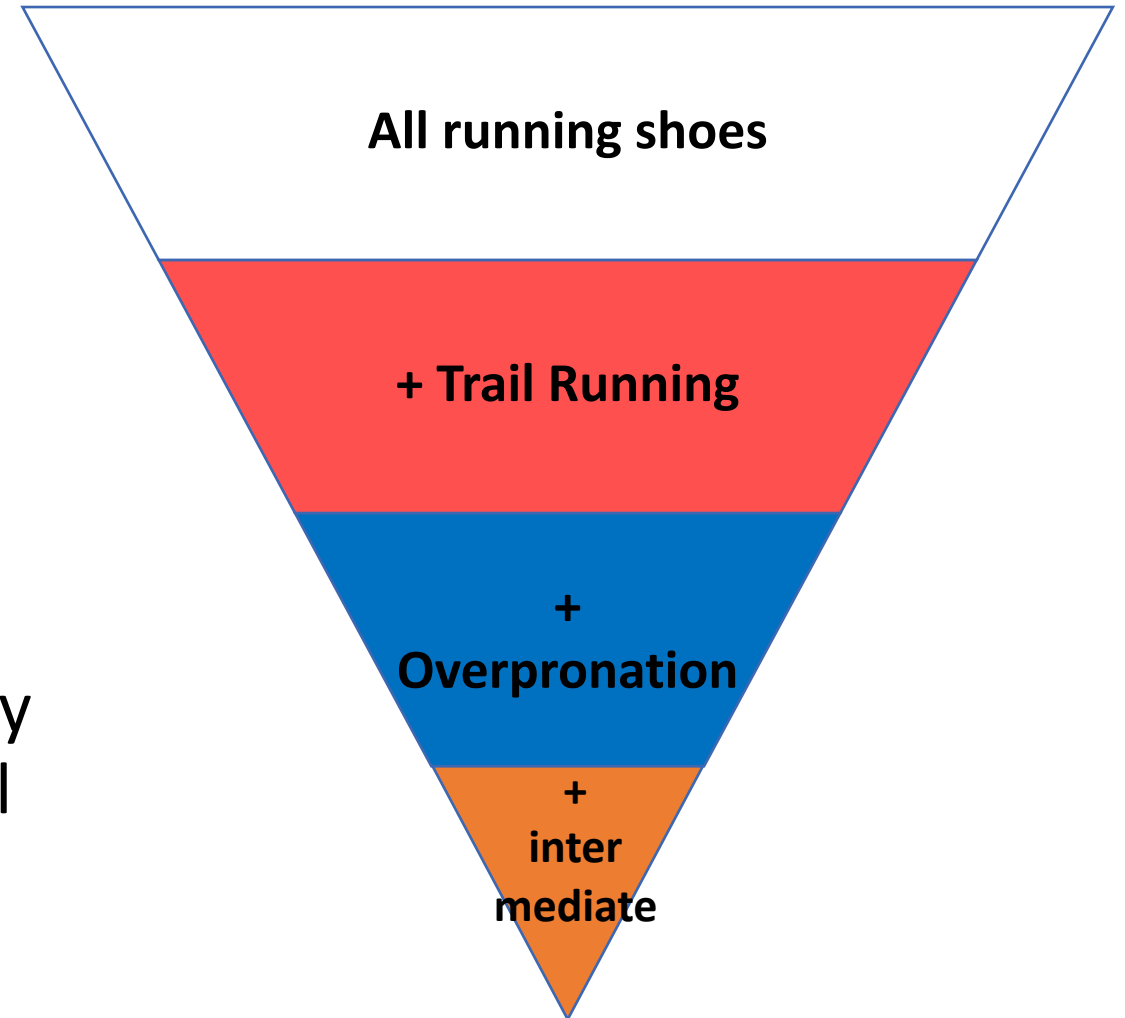 All running shoes
+ Trail Running
+
Overpronation
y
l
+
inter
mediate